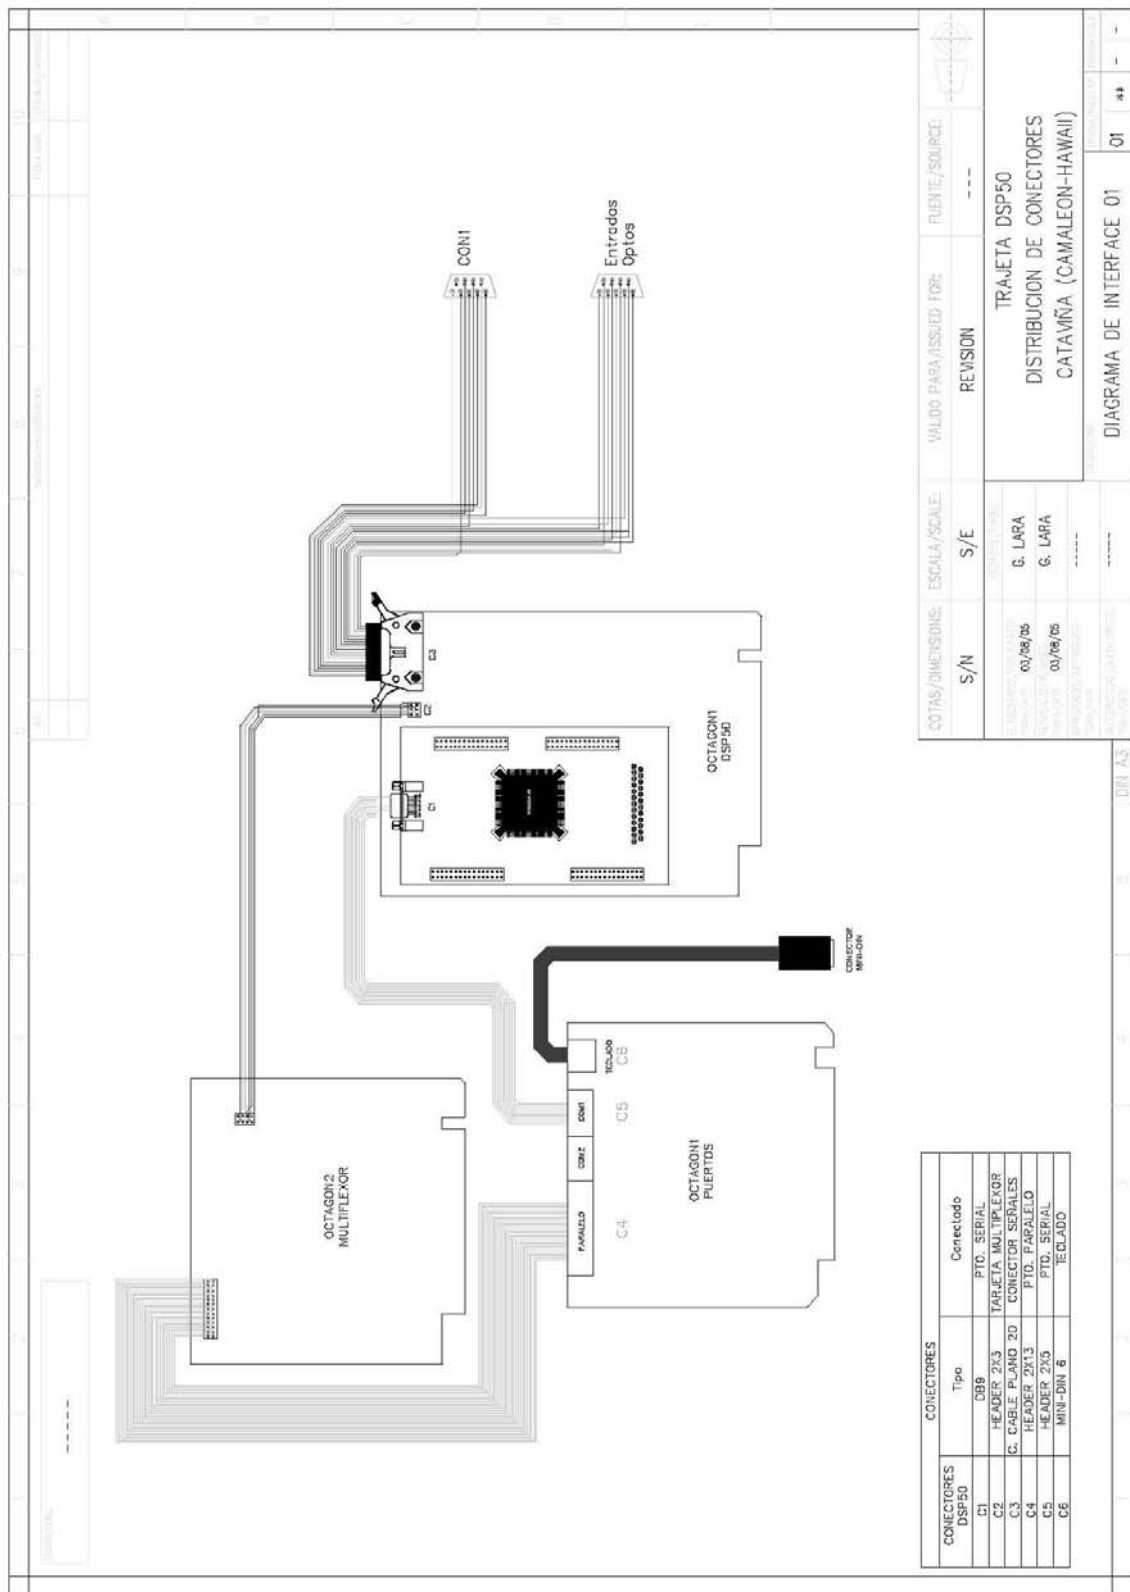 CON1
Entradas
Optos
C3
C2
C1
OCTAGON1
DSP50
OCTAGON2
MULTIFLEXOR
CONECTOR
MINI-DIN
TECLADO
C6
COM1
C5
COM2
PARALELO
C4
OCTAGON1
PUERTOS
-----
CONECTORES
CONECTORES
DSP50
Tipo
Conectado
C1 DB9 PTO. SERIAL
C2 HEADER 2X3 TARJETA MULTIPLEXOR
C3 C. CABLE PLANO 20 CONECTOR SEÑALES
C4 HEADER 2X13 PTO. PARALELO
C5 HEADER 2X5 PTO. SERIAL
C6 MINI-DIN 6 TECLADO
COTAS/DIMENSIONS: ESCALA/SCALE: VALIDO PARA/ISSUED FOR: FUENTE/SOURCE:
S/N S/E REVISION ---
03/08/05 G. LARA
03/08/05 G. LARA
-----
-----
TRAJETA DSP50
DISTRIBUCION DE CONECTORES
CATAVIÑA (CAMALEON-HAWAII)
DIAGRAMA DE INTERFACE 01
01 ** - -
DIN A3